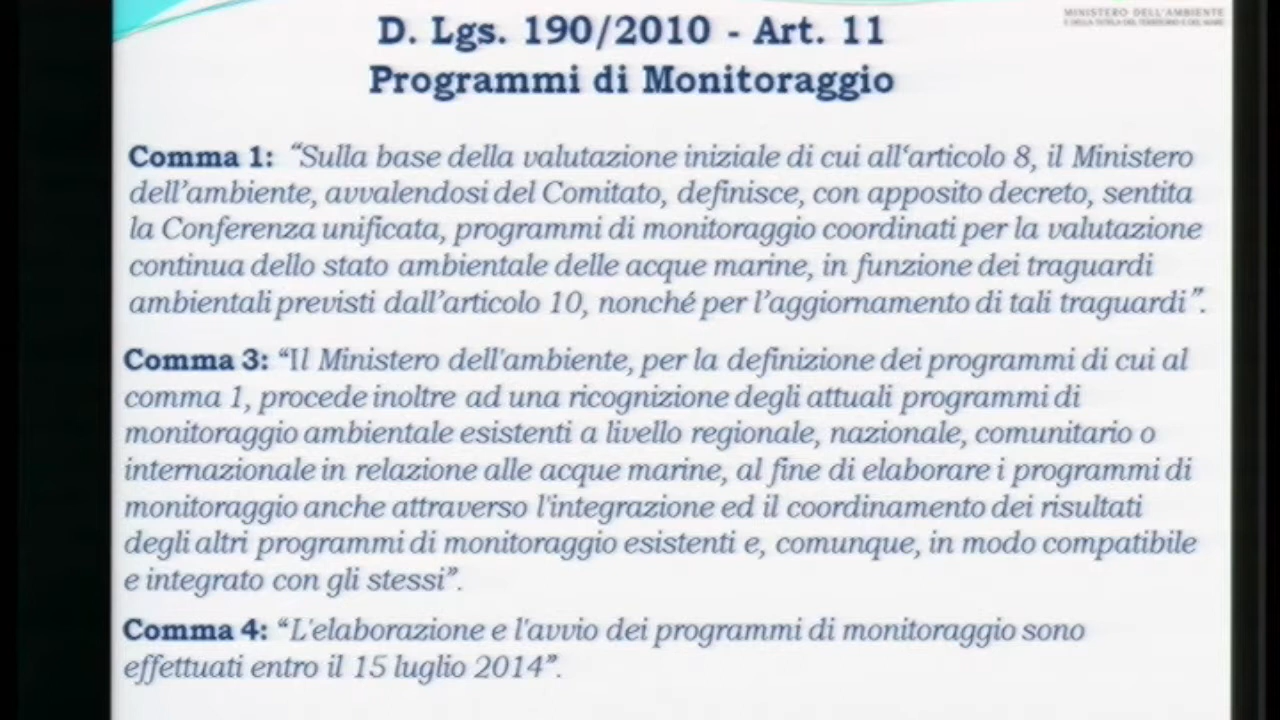 MINISTERO DELL'AMBIENTE
E DELLA TUTELA DEL TERRITORIO E DEL MARE
D. Lgs. 190/2010 - Art. 11
Programmi di Monitoraggio
Comma 1: “Sulla base della valutazione iniziale di cui all‘articolo 8, il Ministero
dell’ambiente, avvalendosi del Comitato, definisce, con apposito decreto, sentita
la Conferenza unificata, programmi di monitoraggio coordinati per la valutazione
continua dello stato ambientale delle acque marine, in funzione dei traguardi
ambientali previsti dall’articolo 10, nonché per l’aggiornamento di tali traguardi”.
Comma 3: “Il Ministero dell'ambiente, per la definizione dei programmi di cui al
comma 1, procede inoltre ad una ricognizione degli attuali programmi di
monitoraggio ambientale esistenti a livello regionale, nazionale, comunitario o
internazionale in relazione alle acque marine, al fine di elaborare i programmi di
monitoraggio anche attraverso l'integrazione ed il coordinamento dei risultati
degli altri programmi di monitoraggio esistenti e, comunque, in modo compatibile
e integrato con gli stessi”.
Comma 4: “L'elaborazione e l'avvio dei programmi di monitoraggio sono
effettuati entro il 15 luglio 2014”.